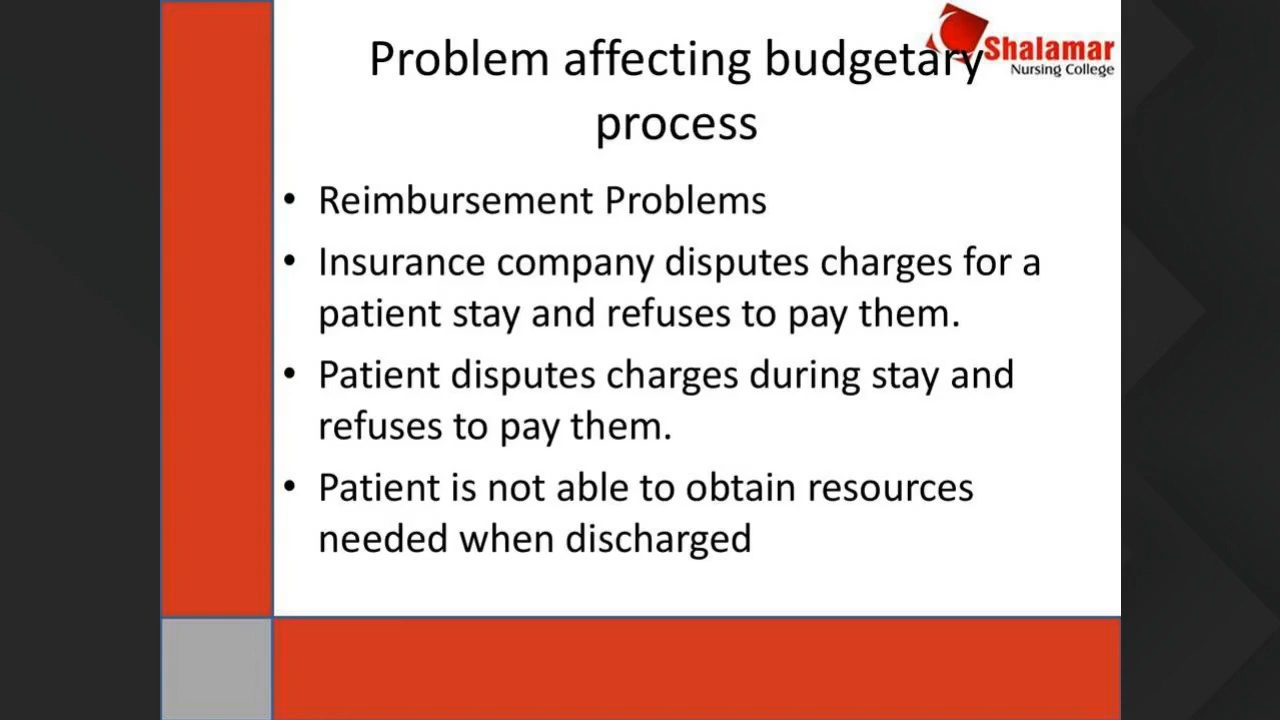 Problem affecting budgetary
process
Shalamar
Nursing College
• Reimbursement Problems
• Insurance company disputes charges for a
patient stay and refuses to pay them.
• Patient disputes charges during stay and
refuses to pay them.
• Patient is not able to obtain resources
needed when discharged